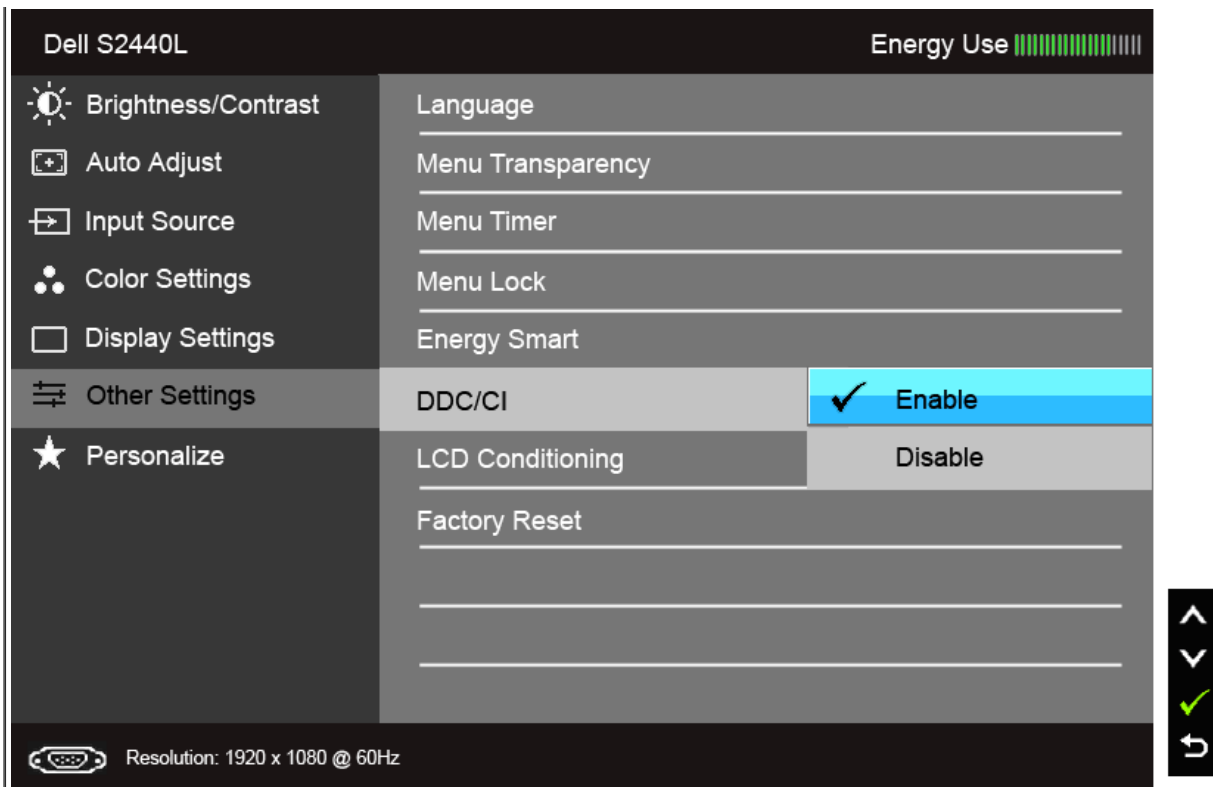 Dell S2440L
Energy Use
Brightness/Contrast
Auto Adjust
Input Source
Color Settings
Display Settings
Other Settings
Personalize
Language
Menu Transparency
Menu Timer
Menu Lock
Energy Smart
DDC/CI
Enable
Disable
LCD Conditioning
Factory Reset
Resolution: 1920 x 1080 @ 60Hz